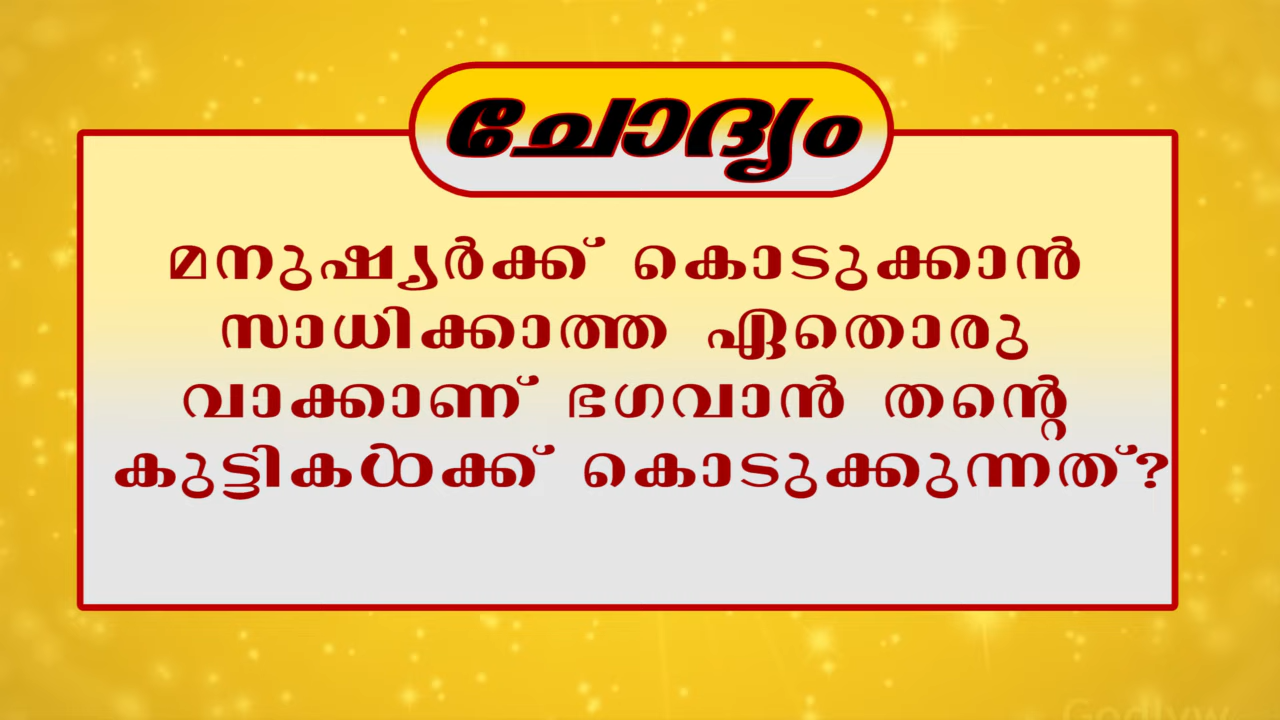 ചോദ്യം
മനുഷ്യർക്ക് കൊടുക്കാൻ
സാധിക്കാത്ത ഏതൊരു
വാക്കാണ് ഭഗവാൻ തന്റെ
കുട്ടികൾക്ക് കൊടുക്കുന്നത്?